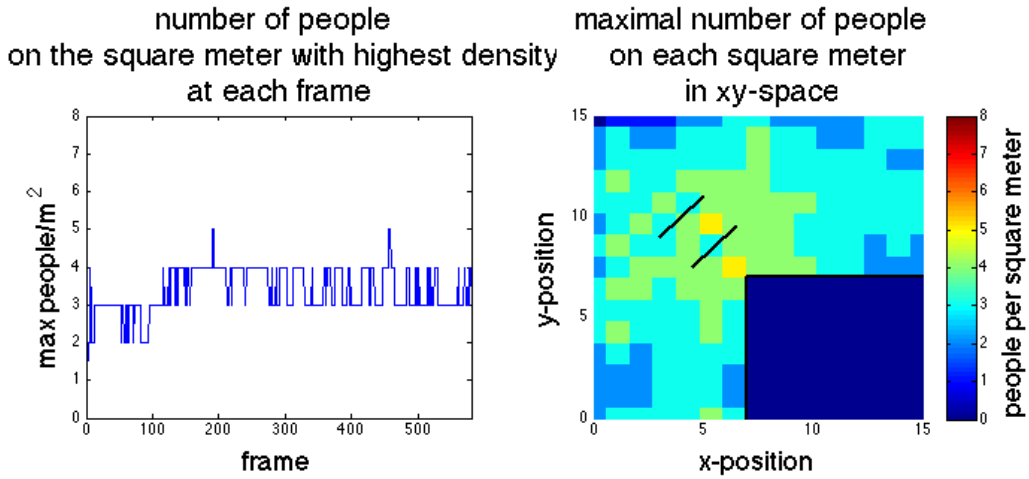 number of people
on the square meter with highest density
at each frame
8
7
6
5
4
3
2
1
0
0 100 200 300 400 500
max people/m²
frame
maximal number of people
on each square meter
in xy-space
15
10
5
0
0 5 10 15
y-position
x-position
8
7
6
5
4
3
2
1
0
people per square meter